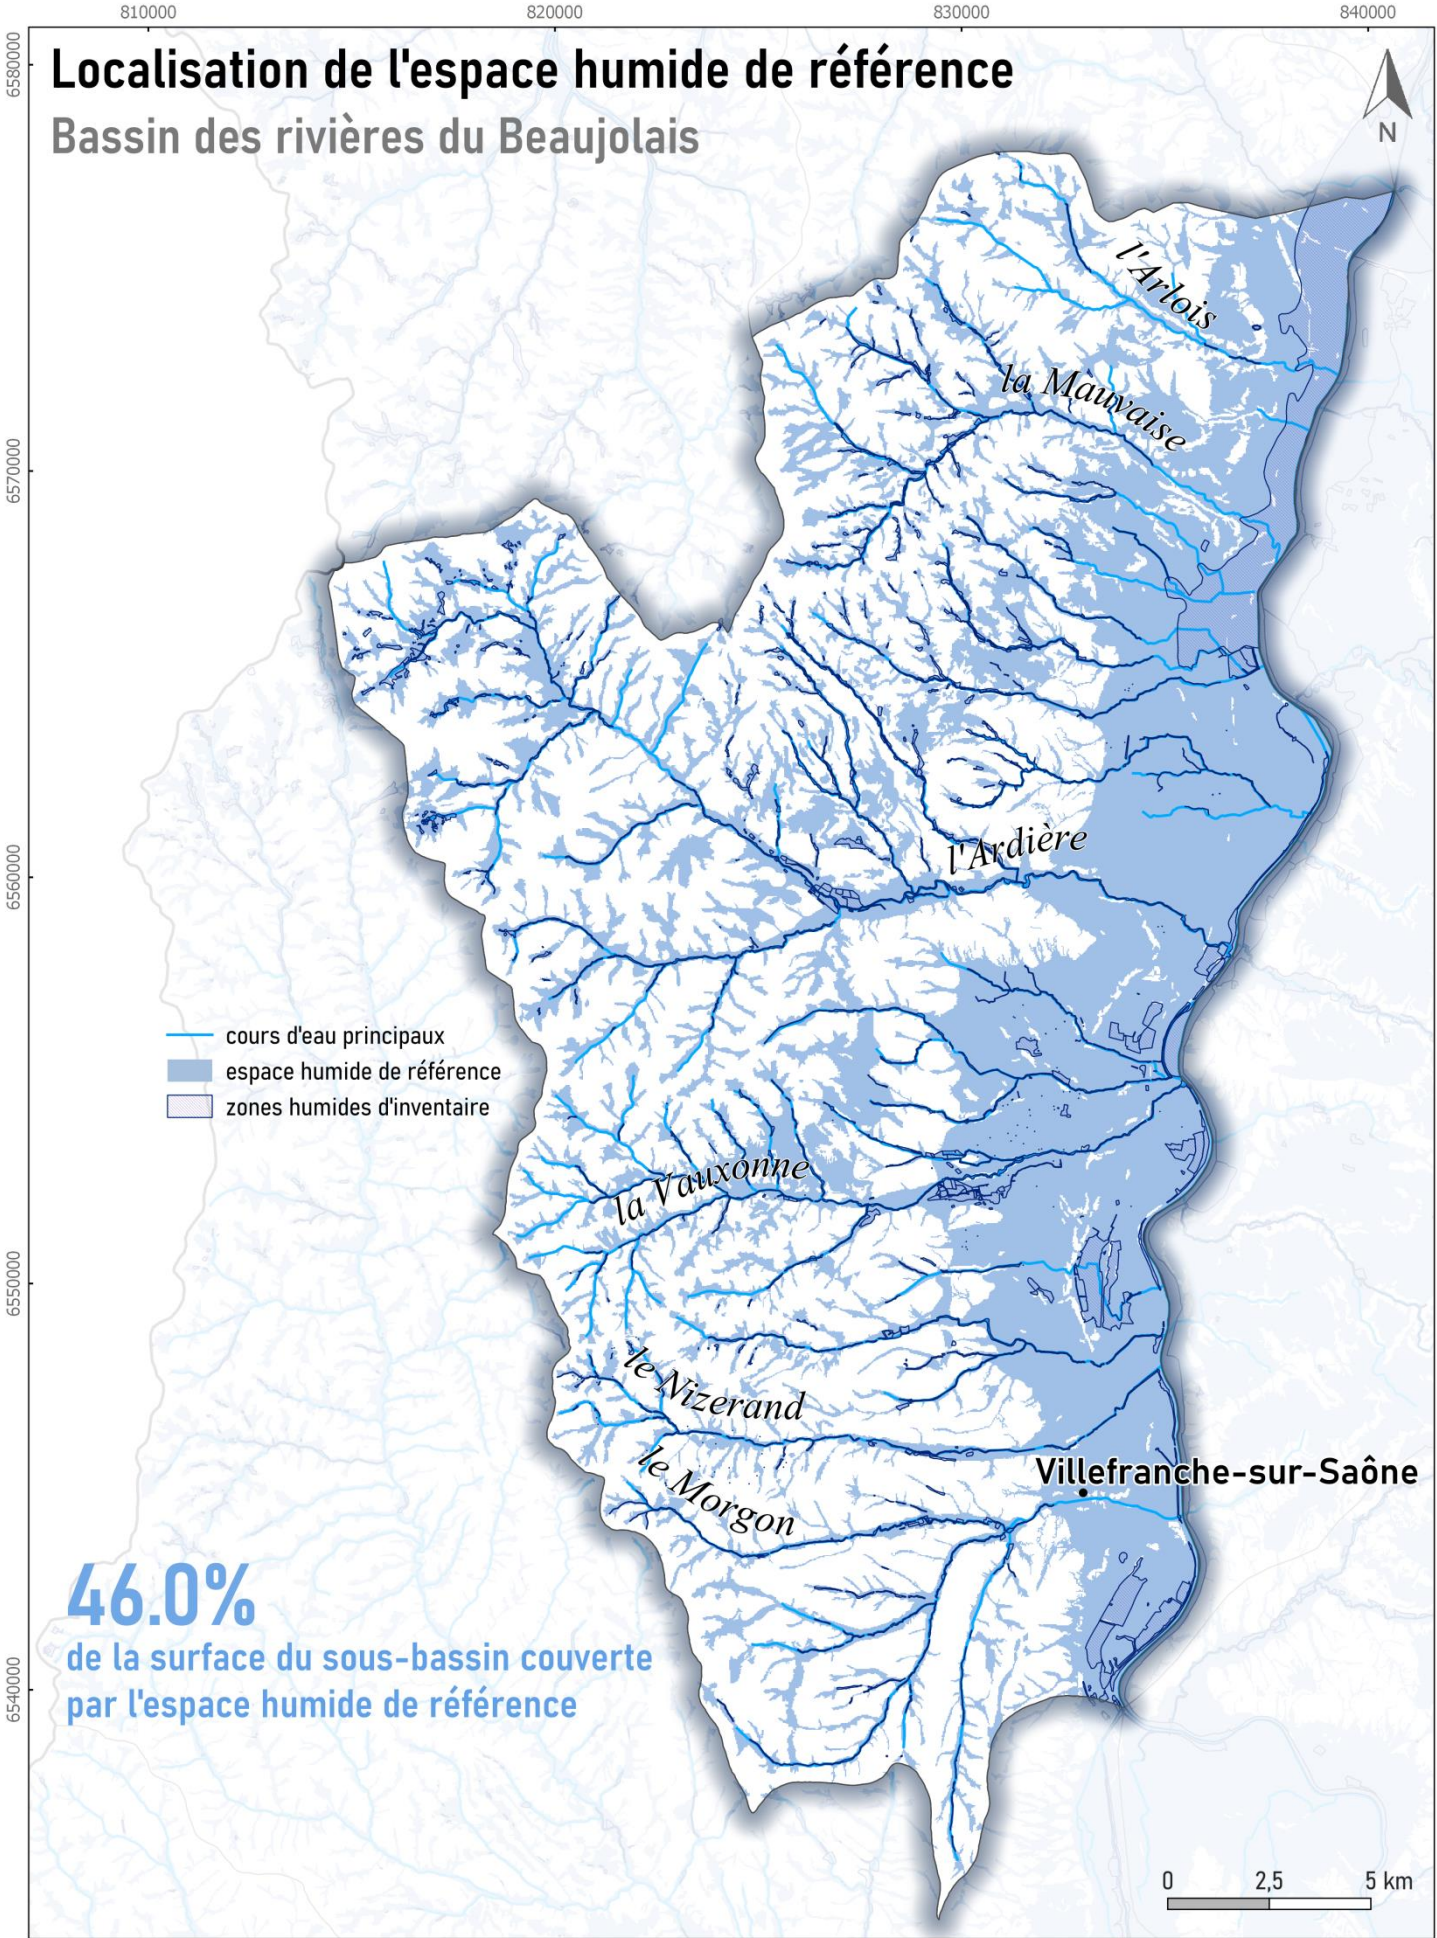 810000
820000
830000
840000
6580000
6570000
6560000
6550000
6540000
Localisation de l'espace humide de référence
Bassin des rivières du Beaujolais
N
l'Arlois
la Mauvaise
l'Ardière
cours d'eau principaux
espace humide de référence
zones humides d'inventaire
la Vauxonne
le Nizerand
le Morgon
Villefranche-sur-Saône
46.0%
de la surface du sous-bassin couverte
par l'espace humide de référence
0 2,5 5 km